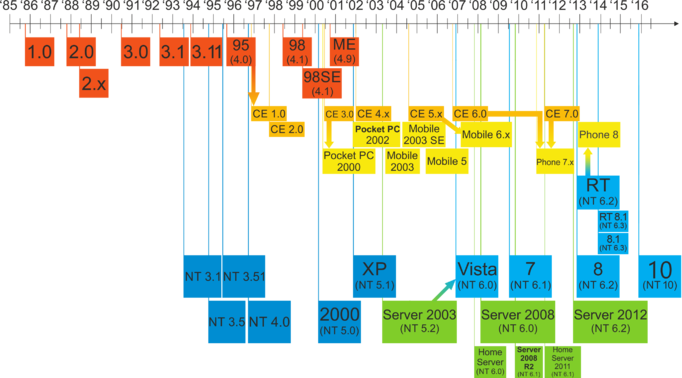 '85 '86 '87 '88 '89 '90 '91 '92 '93 '94 '95 '96 '97 '98 '99 '00 '01 '02 '03 '04 '05 '06 '07 '08 '09 '10 '11 '12 '13 '14 '15 '16
1.0
2.0
3.0
3.1
3.11
95
(4.0)
98
(4.1)
ME
(4.9)
2.x
98SE
(4.1)
CE 1.0
CE 3.0
CE 4.x
CE 5.x
CE 6.0
CE 7.0
CE 2.0
Pocket PC
2002
Mobile
2003 SE
Mobile 6.x
Phone 8
Pocket PC
2000
Mobile
2003
Mobile 5
Phone 7.x
RT
(NT 6.2)
RT 8.1
(NT 6.3)
8.1
(NT 6.3)
NT 3.1
NT 3.51
XP
(NT 5.1)
Vista
(NT 6.0)
7
(NT 6.1)
8
(NT 6.2)
10
(NT 10)
NT 3.5
NT 4.0
2000
(NT 5.0)
Server 2003
(NT 5.2)
Server 2008
(NT 6.0)
Server 2012
(NT 6.2)
Home
Server
(NT 6.0)
Server
2008
R2
(NT 6.1)
Home
Server
2011
(NT 6.1)